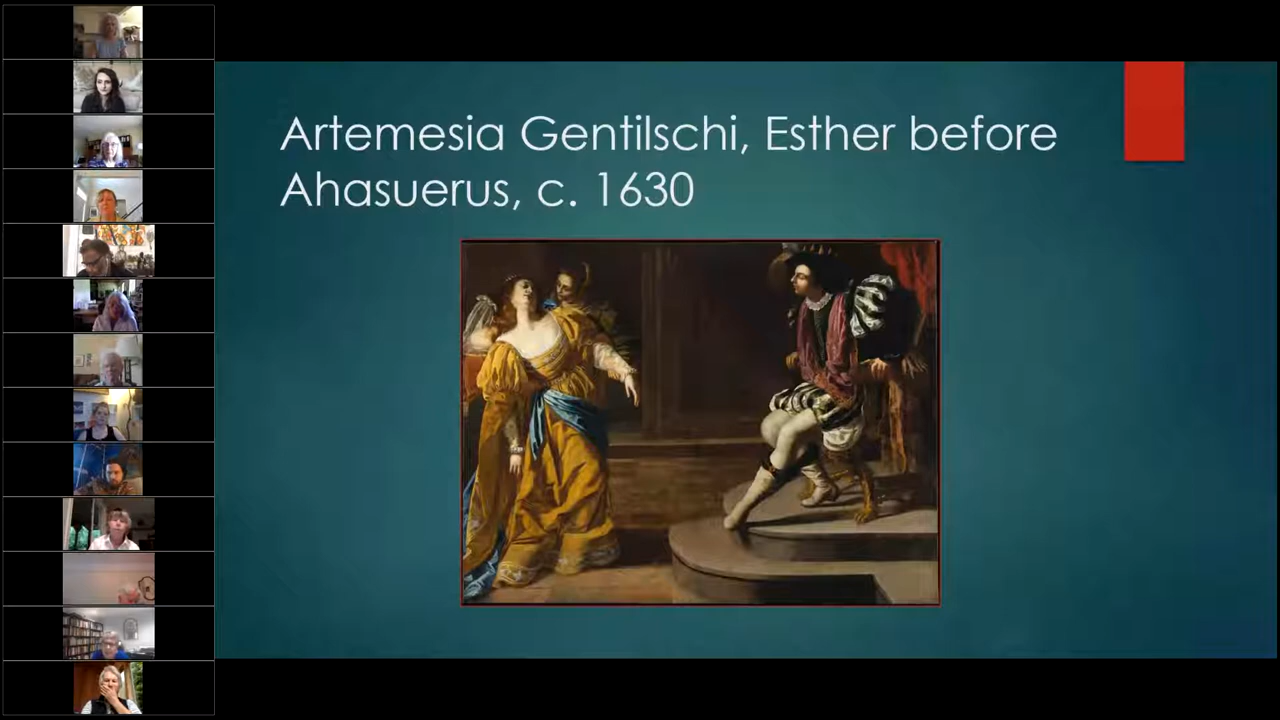 Artemesia Gentilschi, Esther before
Ahasuerus, c. 1630